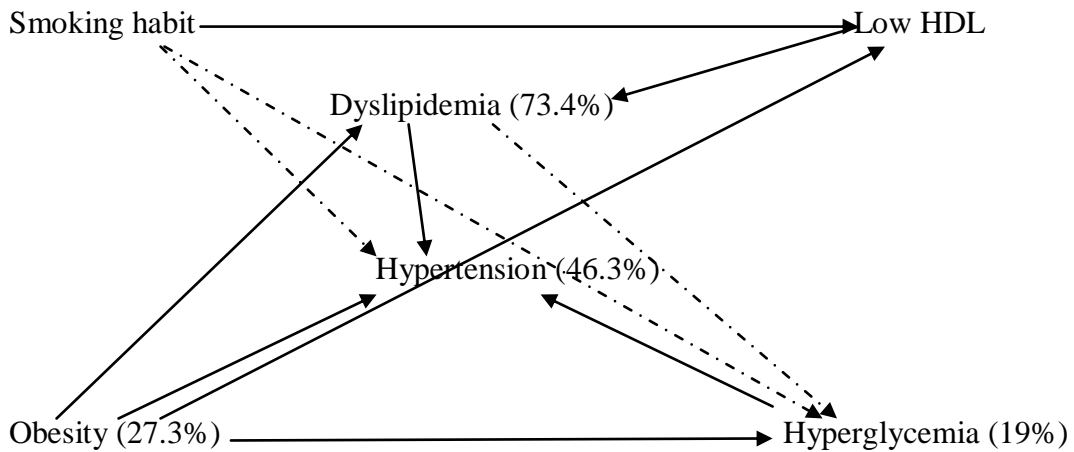 Smoking habit
Low HDL
Dyslipidemia (73.4%)
Hypertension (46.3%)
Obesity (27.3%)
Hyperglycemia (19%)